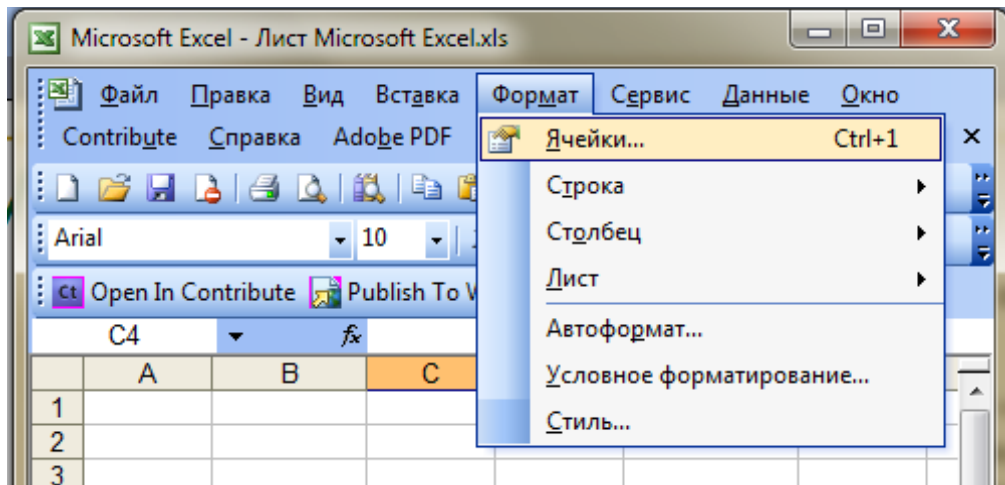 Microsoft Excel - Лист Microsoft Excel.xls
Файл Правка Вид Вставка Формат Сервис Данные Окно
Contribute Справка Adobe PDF
Ячейки... Ctrl+1
Строка
Столбец
Лист
Автоформат...
Условное форматирование...
Стиль...
Arial 10
Ct Open In Contribute Publish To
C4 fx
A B C
1
2
3